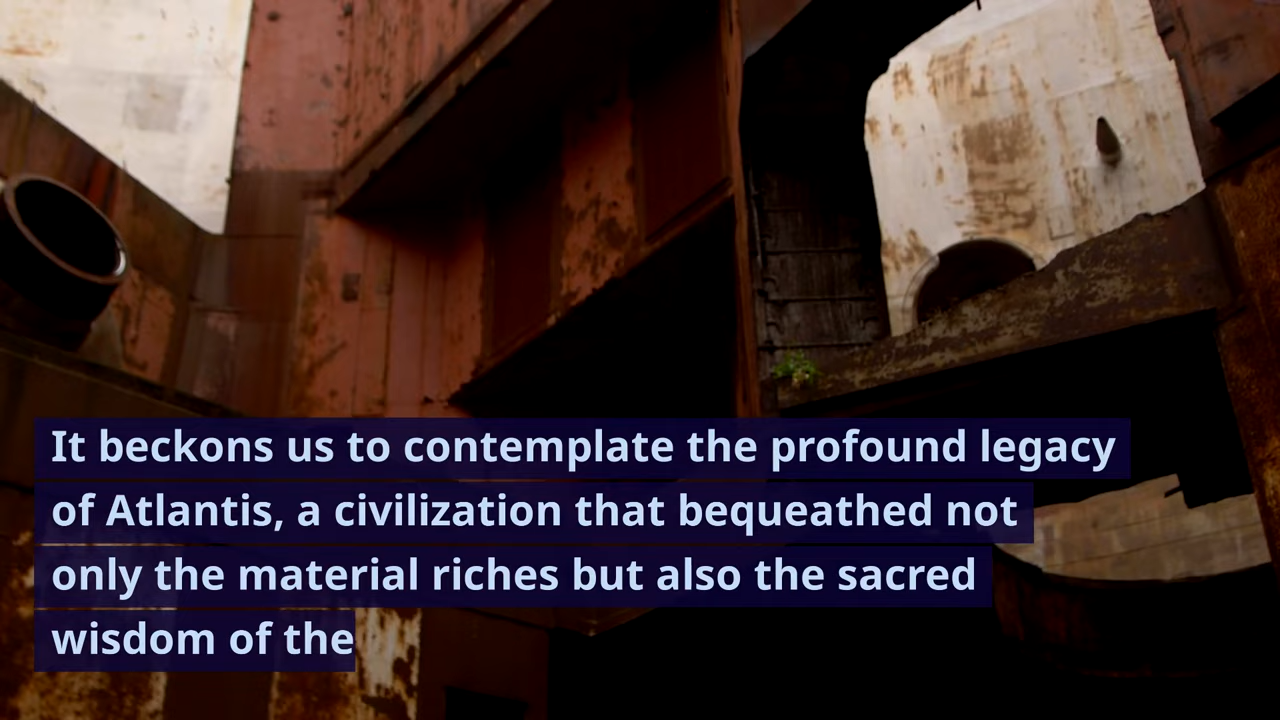 It beckons us to contemplate the profound legacy
of Atlantis, a civilization that bequeathed not
only the material riches but also the sacred
wisdom of the